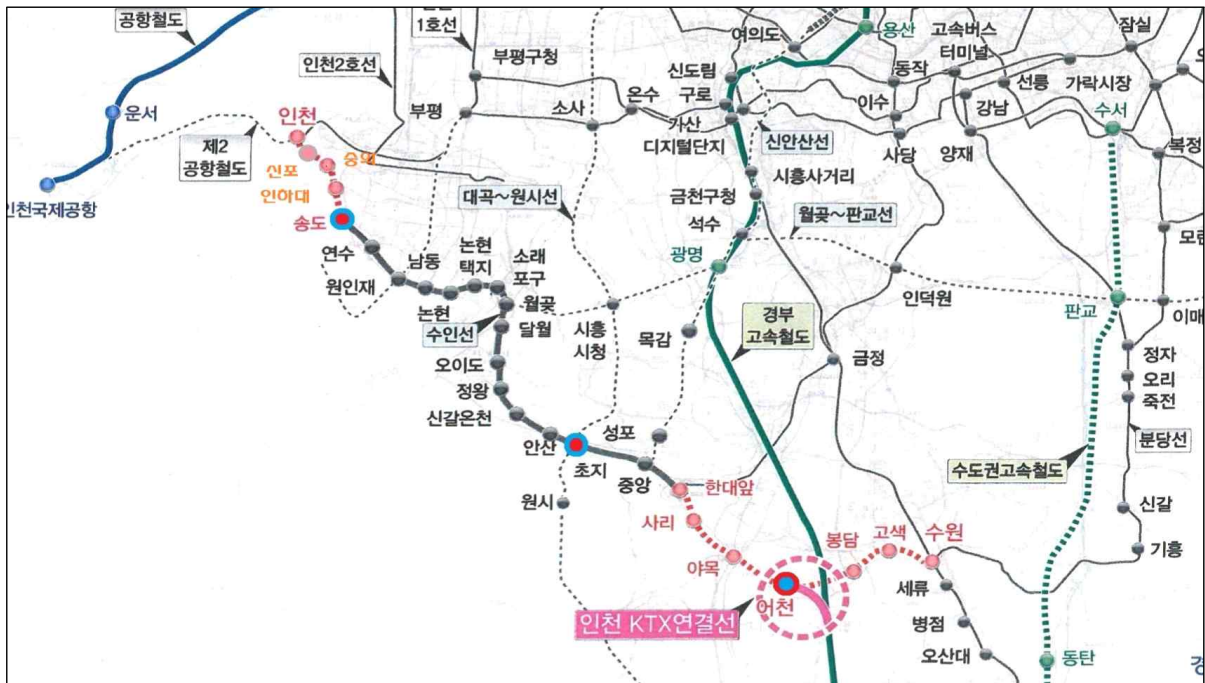 공항철도
1호선
인천2호선
부평구청
여의도
용산
고속버스
터미널
잠실
신도림
구로
동작
선릉
가락시장
운서
인천
부평
소사
온수
가산
디지털단지
이수
강남
수서
제2
공항철도
신포
인하대
송도
신안산선
사당
양재
복정
대곡~원시선
시흥사거리
금천구청
석수
월곶~판교선
인천국제공항
연수
원인재
남동
논현
택지
소래
포구
광명
모란
논현
월곶
달월
수인선
시흥
시청
목감
경부
고속철도
인덕원
판교
이매
오이도
정왕
신길온천
금정
정자
오리
죽전
안산
초지
성포
중앙
분당선
수도권고속철도
원시
한대앞
사리
야목
어천
봉담
고색
수원
신갈
기흥
세류
인천 KTX연결선
병점
오산대
동탄